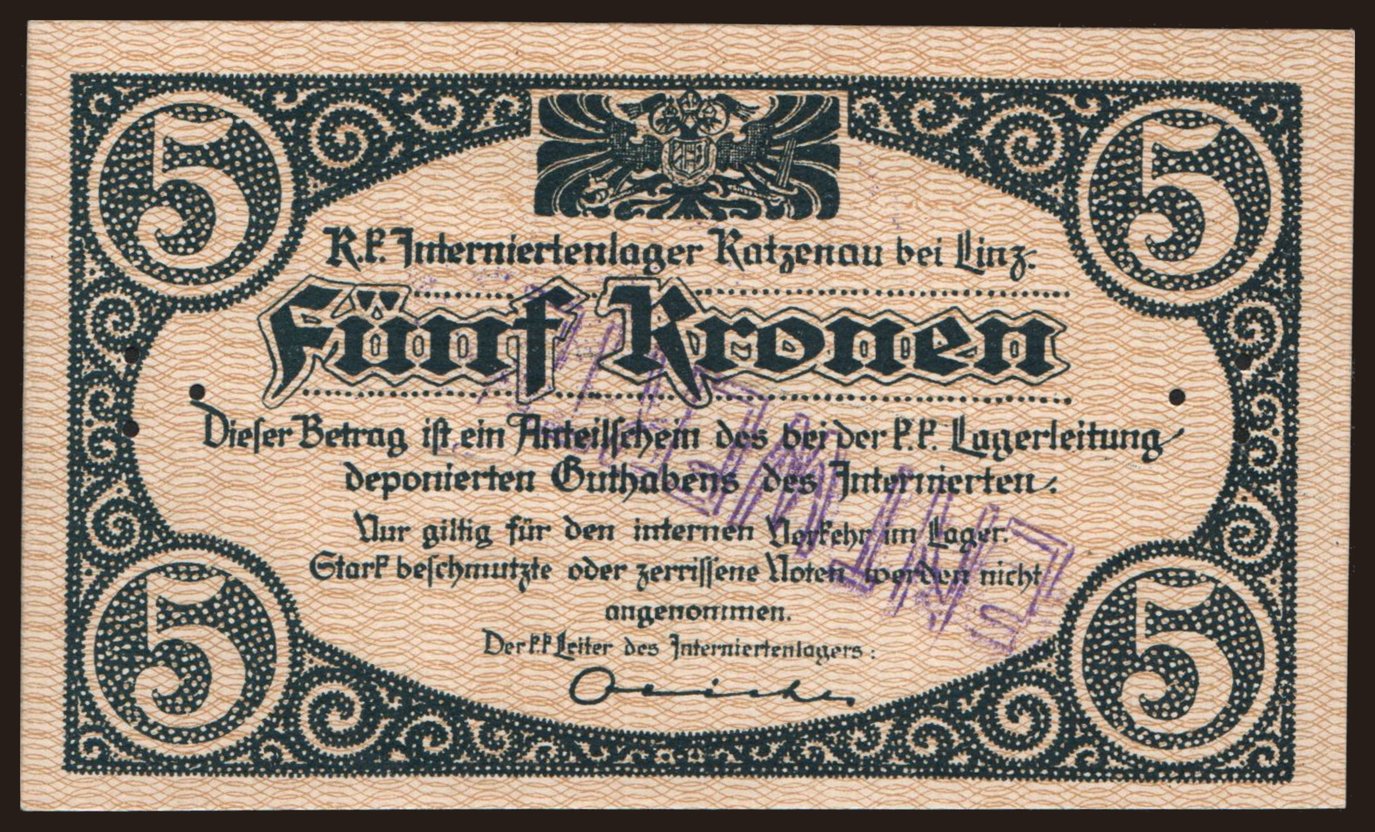 5 5
K.k. Interniertenlager Katzenau bei Linz.
Fünf Kronen
Dieser Betrag ist ein Anteilschein des bei der k.k. Lagerleitung
deponierten Guthabens des Internierten.
Nur giltig für den internen Verkehr im Lager.
Stark beschmutzte oder zerrissene Noten werden nicht
angenommen.
Der k.k. Leiter des Interniertenlagers:
5 5
ENTWERTET